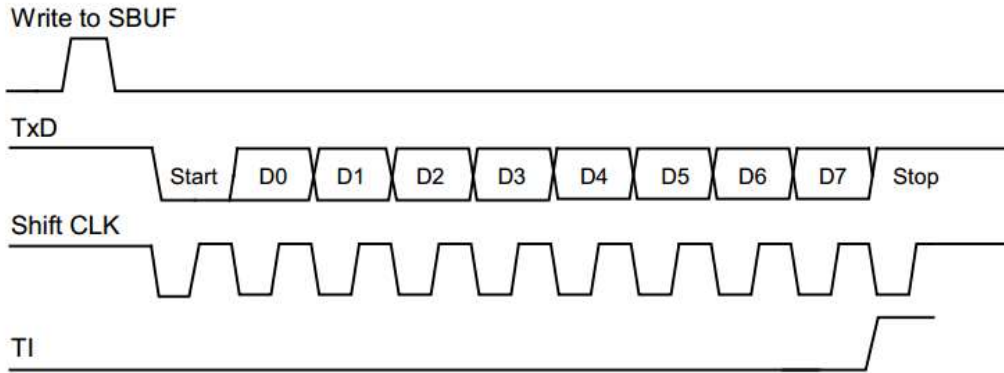 Write to SBUF
TxD
Start D0 D1 D2 D3 D4 D5 D6 D7 Stop
Shift CLK
TI